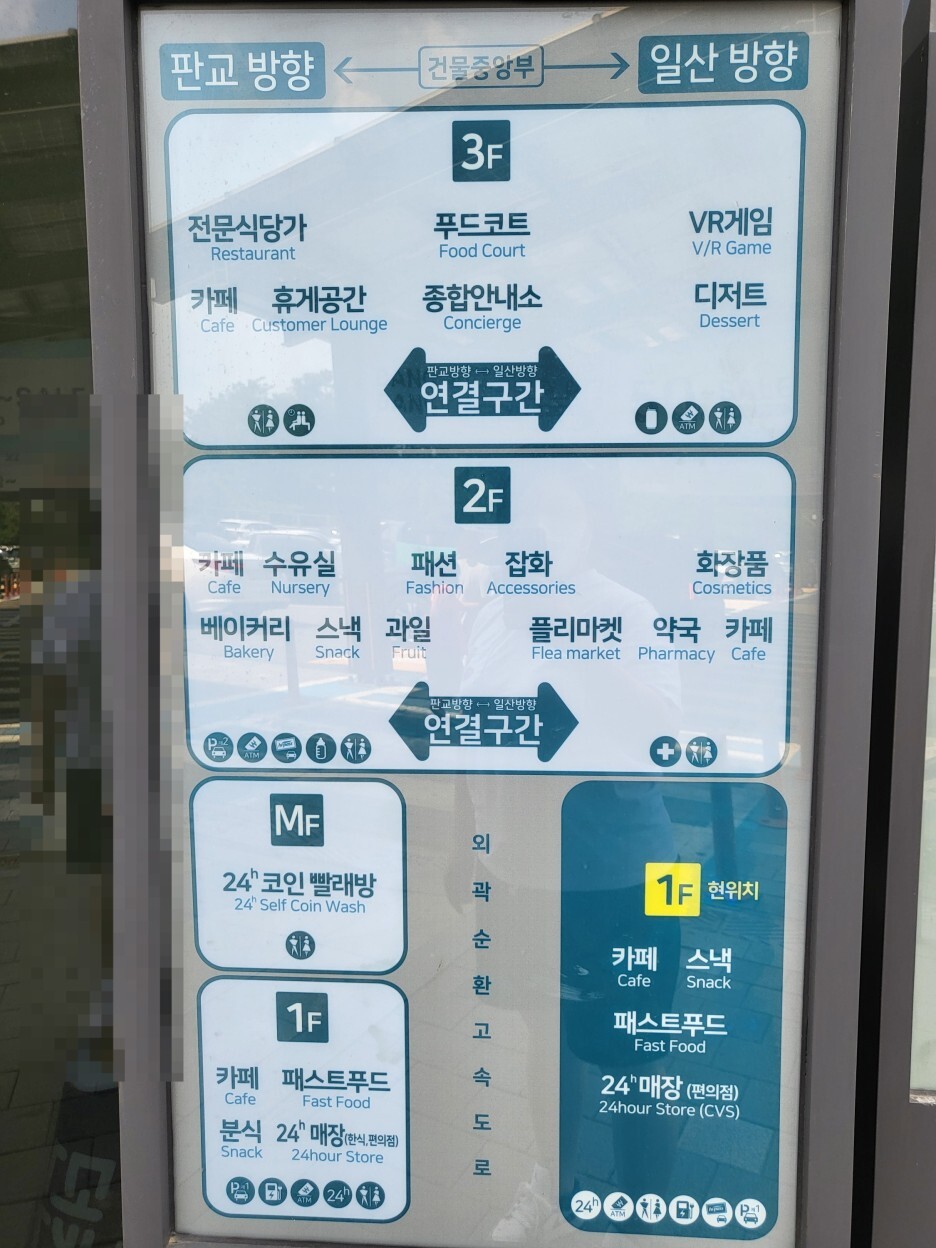 판교 방향 건물중앙부 일산 방향
3F
전문식당가 푸드코트 VR게임
Restaurant Food Court V/R Game
카페 휴게공간 종합안내소 디저트
Cafe Customer Lounge Concierge Dessert
판교방향 ↔ 일산방향
연결구간
ATM
2F
카페 수유실 패션 잡화 화장품
Cafe Nursery Fashion Accessories Cosmetics
베이커리 스낵 과일 플리마켓 약국 카페
Bakery Snack Fruit Flea market Pharmacy Cafe
판교방향 ↔ 일산방향
연결구간
P 2
ATM
MF
24h 코인 빨래방
24h Self Coin Wash
1F
카페 패스트푸드
Cafe Fast Food
분식 24h 매장(한식,편의점)
Snack 24hour Store
P 1
ATM
24h
외곽순환고속도로
1F 현위치
카페 스낵
Cafe Snack
패스트푸드
Fast Food
24h 매장 (편의점)
24hour Store (CVS)
24h
ATM
P 1